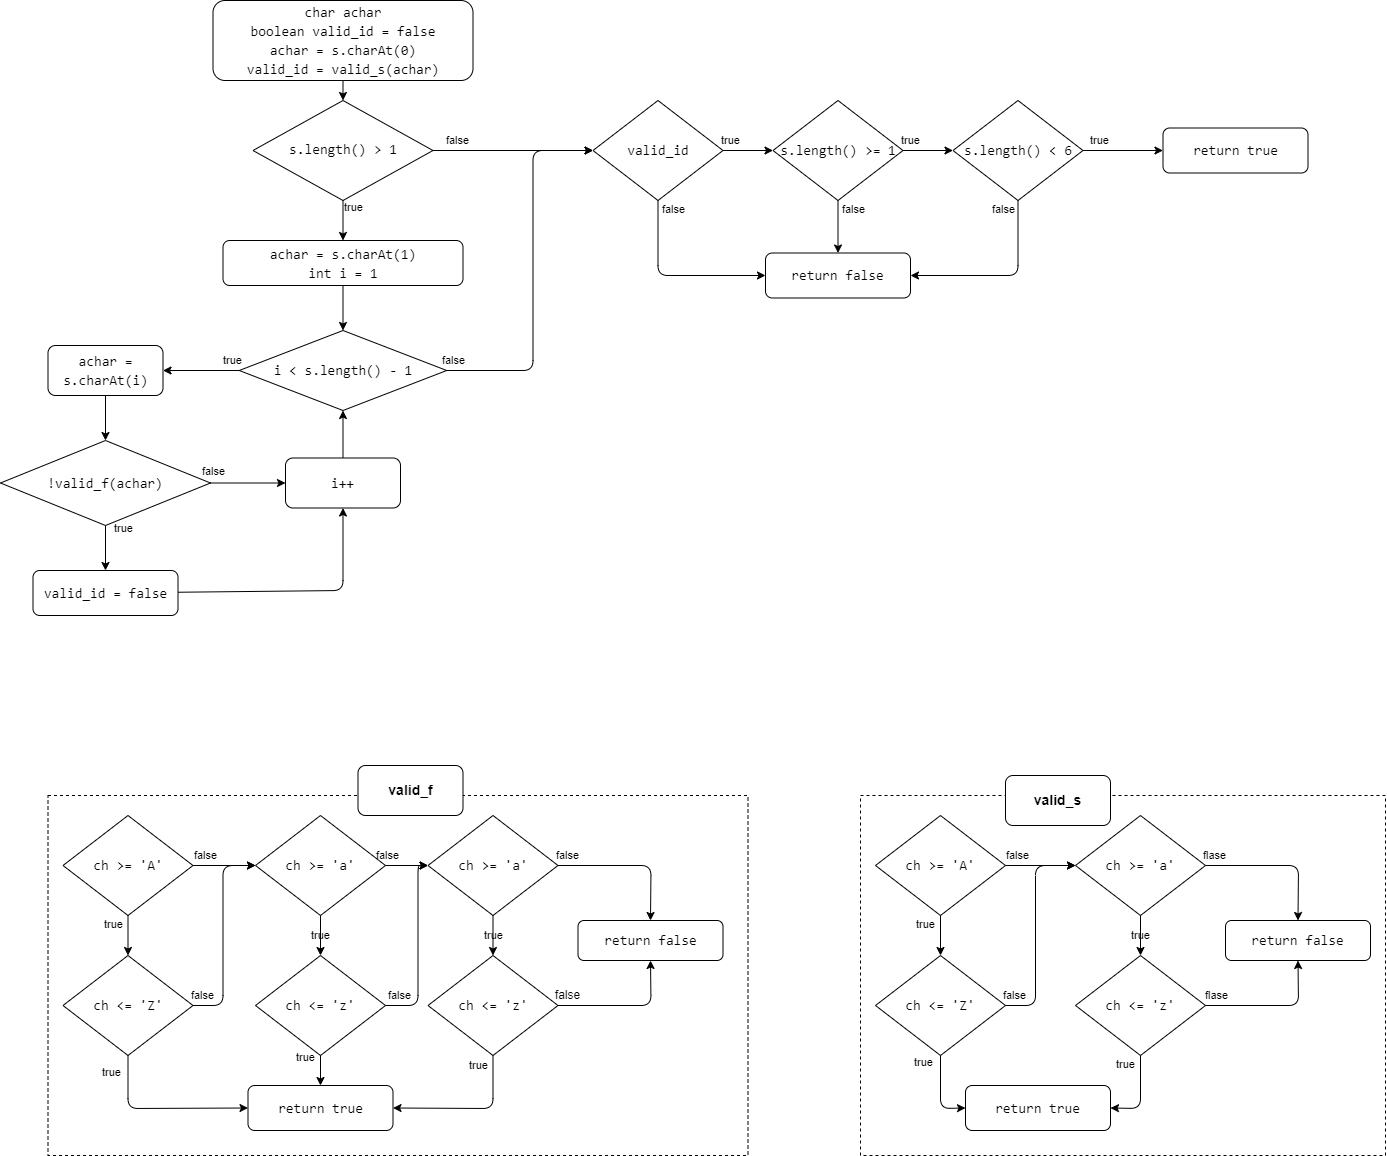 char achar
boolean valid_id = false
achar = s.charAt(0)
valid_id = valid_s(achar)
s.length() > 1
false
true
valid_id
true
false
s.length() >= 1
true
false
s.length() < 6
true
false
return true
return false
achar = s.charAt(1)
int i = 1
i < s.length() - 1
true
false
achar =
s.charAt(i)
!valid_f(achar)
false
true
i++
valid_id = false
valid_f
ch >= 'A'
false
ch >= 'a'
false
ch >= 'a'
false
true
true
true
return false
ch <= 'Z'
false
ch <= 'z'
false
ch <= 'z'
false
true
true
true
return true
valid_s
ch >= 'A'
false
ch >= 'a'
flase
true
true
return false
ch <= 'Z'
false
ch <= 'z'
flase
true
true
return true